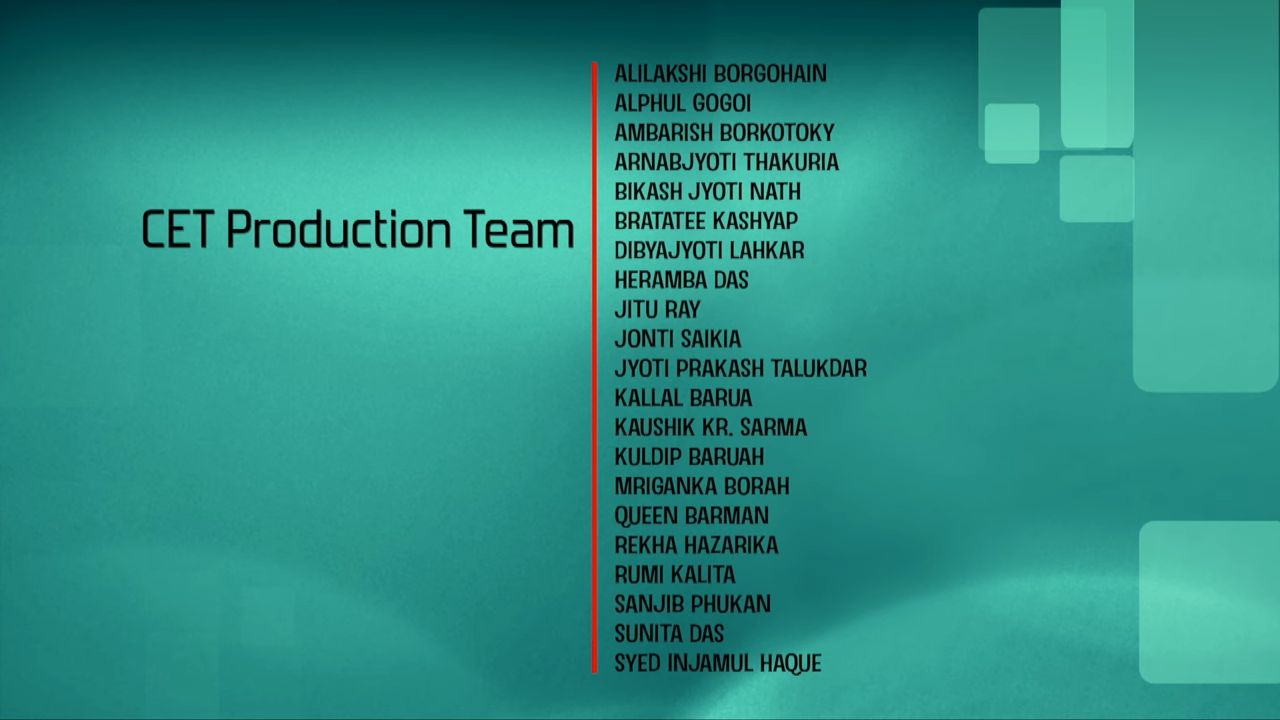 CET Production Team
ALILAKSHI BORGOHAIN
ALPHUL GOGOI
AMBARISH BORKOTOKY
ARNABJYOTI THAKURIA
BIKASH JYOTI NATH
BRATATEE KASHYAP
DIBYAJYOTI LAHKAR
HERAMBA DAS
JITU RAY
JONTI SAIKIA
JYOTI PRAKASH TALUKDAR
KALLAL BARUA
KAUSHIK KR. SARMA
KULDIP BARUAH
MRIGANKA BORAH
QUEEN BARMAN
REKHA HAZARIKA
RUMI KALITA
SANJIB PHUKAN
SUNITA DAS
SYED INJAMUL HAQUE